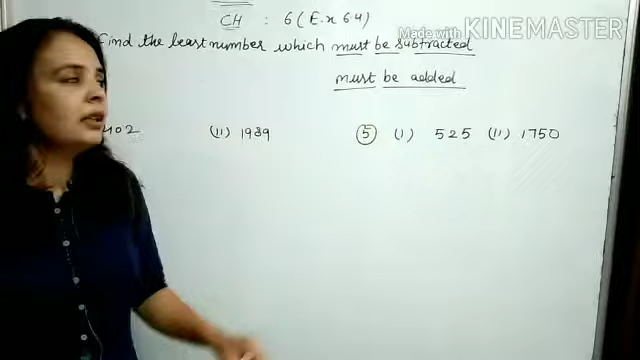 CH : 6 (Ex 6.4)
Made with KINEMASTER
find the least number which must be subtracted
must be added
402 (II) 1989 (5) (I) 525 (II) 1750